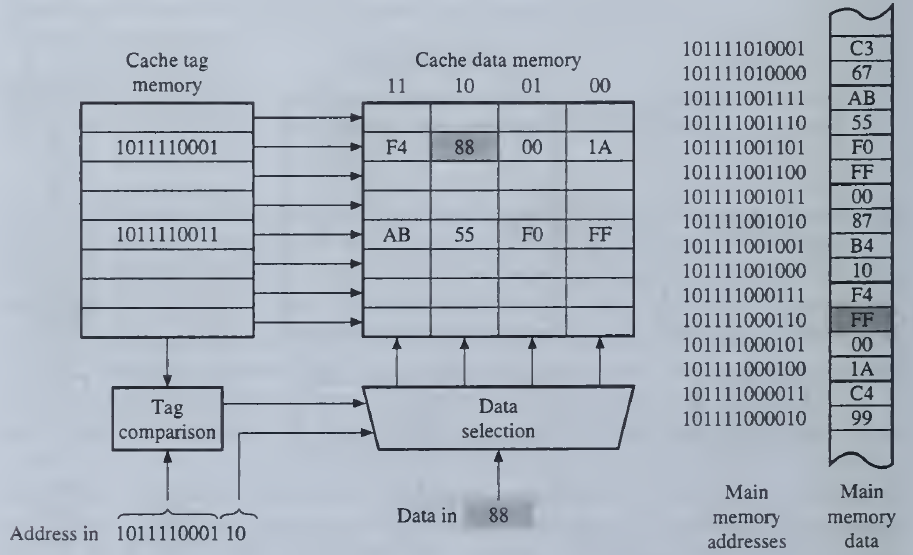 Cache tag
memory
Cache data memory
11 10 01 00
1011110001
F4 88 00 1A
1011110011
AB 55 F0 FF
Tag
comparison
Data
selection
Address in 1011110001 10
Data in 88
101111010001 C3
101111010000 67
101111001111 AB
101111001110 55
101111001101 F0
101111001100 FF
101111001011 00
101111001010 87
101111001001 B4
101111001000 10
101111000111 F4
101111000110 FF
101111000101 00
101111000100 1A
101111000011 C4
101111000010 99
Main
memory
addresses
Main
memory
data